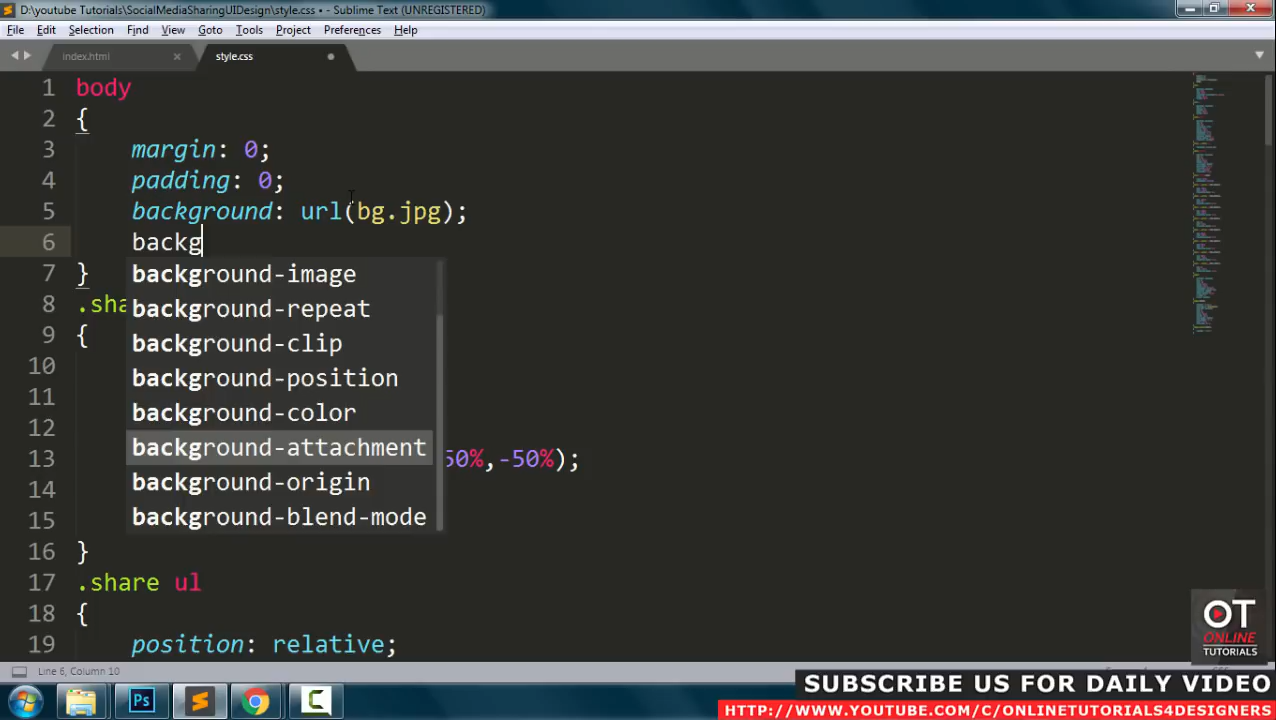 D:\youtube Tutorials\SocialMediaSharingUIDesign\style.css • - Sublime Text (UNREGISTERED)
File Edit Selection Find View Goto Tools Project Preferences Help
index.html × style.css
1 body
2 {
3 margin: 0;
4 padding: 0;
5 background: url(bg.jpg);
6 backg
7 }
background-image
8 .sha
background-repeat
9 {
background-clip
10
background-position
11
background-color
12
background-attachment
13 50%,-50%);
14
background-origin
15
background-blend-mode
16 }
17 .share ul
18 {
19 position: relative;
OT
ONLINE
TUTORIALS
Line 6, Column 10
SUBSCRIBE US FOR DAILY VIDEO
HTTP://WWW.YOUTUBE.COM/C/ONLINETUTORIALS4DESIGNERS
Ps